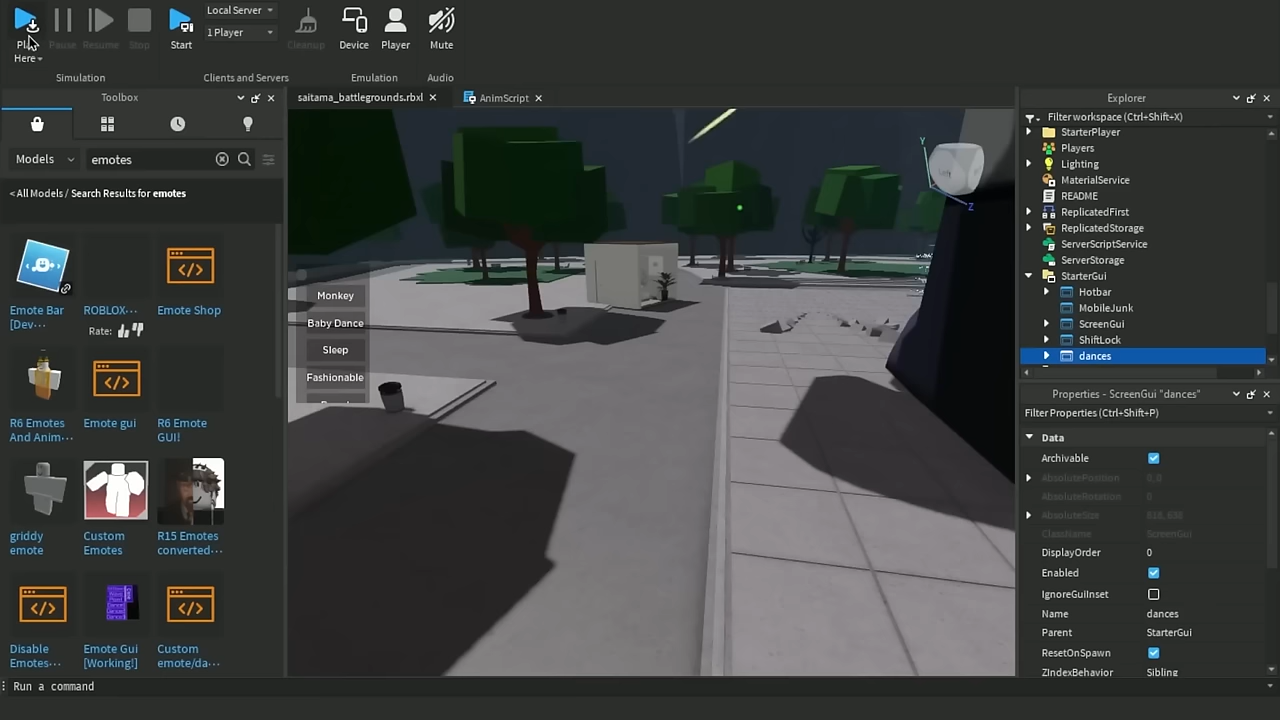 Local Server
1 Player
Play
Here
Pause
Resume
Stop
Start
Cleanup
Device
Player
Mute
Simulation
Clients and Servers
Emulation
Audio
Toolbox
saitama_battlegrounds.rbxl
AnimScript
Explorer
Filter workspace (Ctrl+Shift+X)
Models
emotes
< All Models / Search Results for emotes
Emote Bar
[Dev···
ROBLOX···
Emote Shop
Rate:
R6 Emotes
And Anim···
Emote gui
R6 Emote
GUI!
griddy
emote
Custom
Emotes
R15 Emotes
converted···
Disable
Emotes···
Emote Gui
[Working!]
Custom
emote/da···
Monkey
Baby Dance
Sleep
Fashionable
Y
Z
StarterPlayer
Players
Lighting
MaterialService
README
ReplicatedFirst
ReplicatedStorage
ServerScriptService
ServerStorage
StarterGui
Hotbar
MobileJunk
ScreenGui
ShiftLock
dances
Properties - ScreenGui "dances"
Filter Properties (Ctrl+Shift+P)
Data
Archivable
AbsolutePosition 0, 0
AbsoluteRotation 0
AbsoluteSize
ClassName ScreenGui
DisplayOrder 0
Enabled
IgnoreGuiInset
Name dances
Parent StarterGui
ResetOnSpawn
ZIndexBehavior Sibling
Run a command